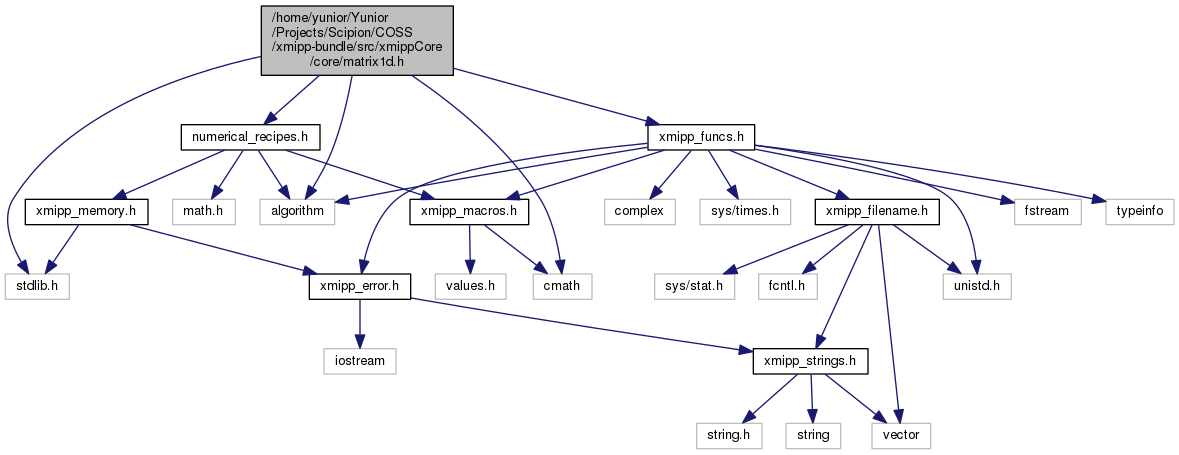 /home/yunior/Yunior
/Projects/Scipion/COSS
/xmipp-bundle/src/xmippCore
/core/matrix1d.h
numerical_recipes.h
xmipp_funcs.h
xmipp_memory.h
math.h
algorithm
xmipp_macros.h
complex
sys/times.h
xmipp_filename.h
fstream
typeinfo
stdlib.h
xmipp_error.h
values.h
cmath
sys/stat.h
fcntl.h
unistd.h
iostream
xmipp_strings.h
string.h
string
vector